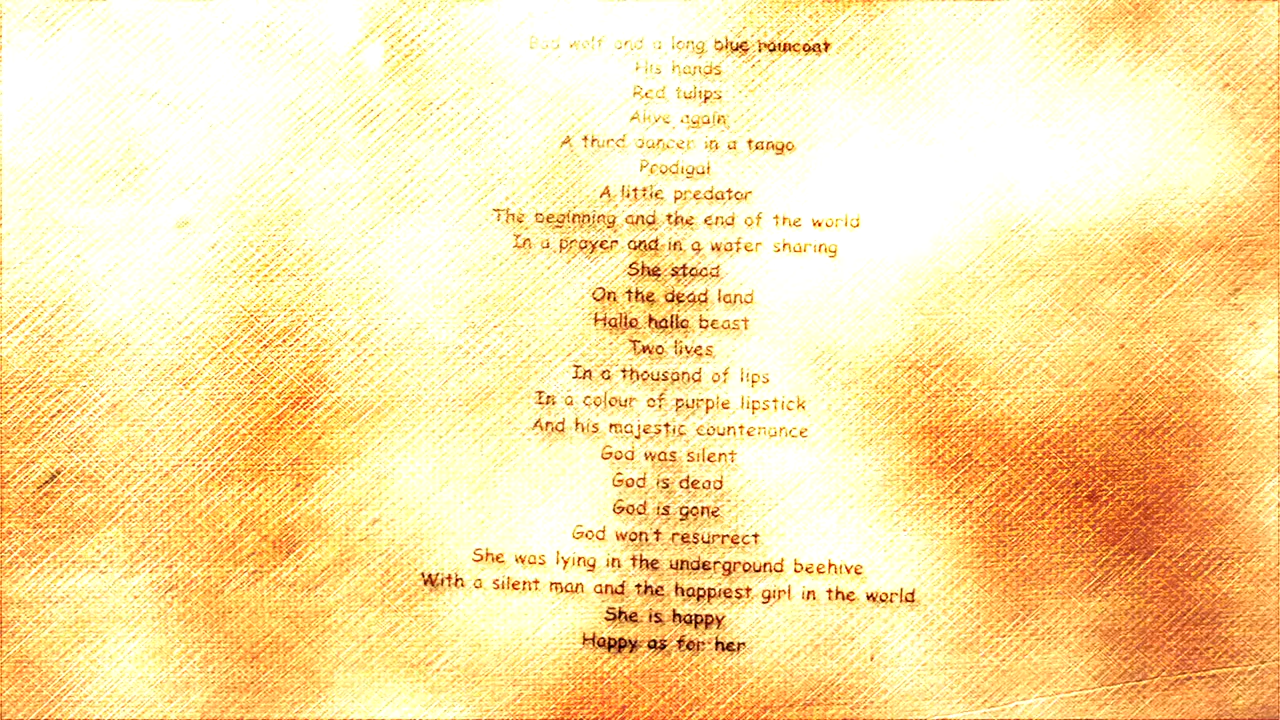 Bad wolf and a long blue raincoat
His hands
Red tulips
Alive again
A third dancer in a tango
Prodigal
A little predator
The beginning and the end of the world
In a prayer and in a wafer sharing
She stood
On the dead land
Hallo hallo beast
Two lives
In a thousand of lips
In a colour of purple lipstick
And his majestic countenance
God was silent
God is dead
God is gone
God won't resurrect
She was lying in the underground beehive
With a silent man and the happiest girl in the world
She is happy
Happy as for her